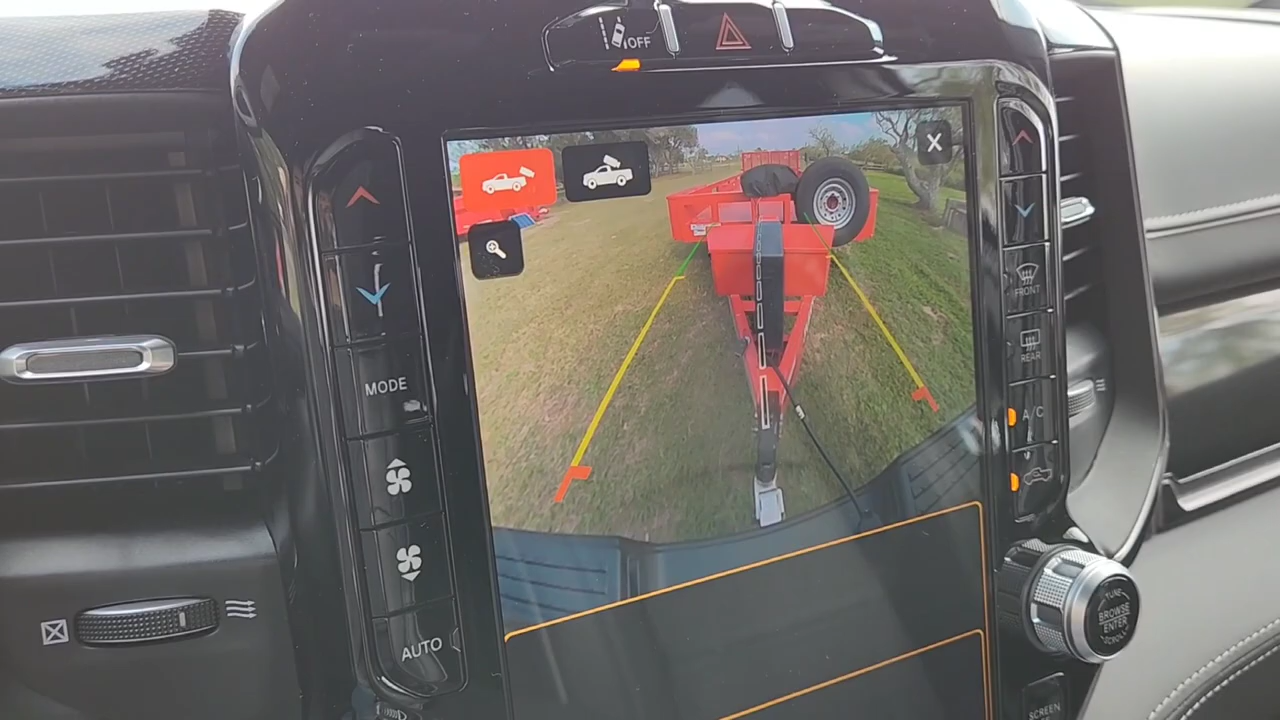 OFF
X
MODE
AUTO
FRONT
REAR
A/C
TUNE
BROWSE
ENTER
SCROLL
SCREEN